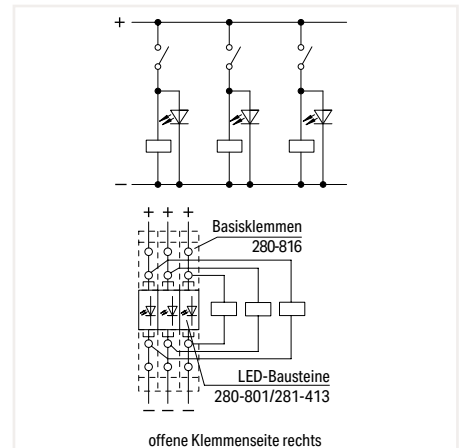 +
−
+ + +
Basisklemmen
280-816
LED-Bausteine
280-801/281-413
− − −
offene Klemmenseite rechts